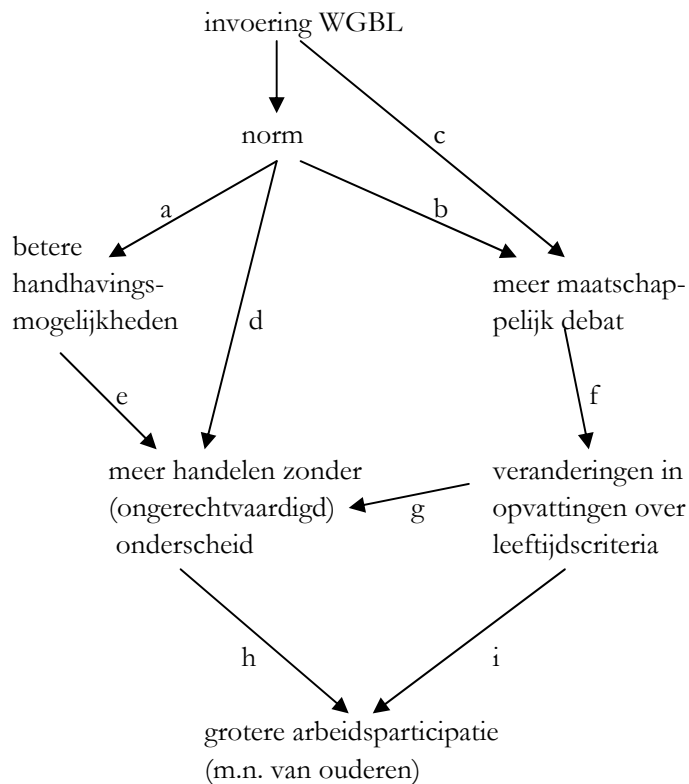 invoering WGBL
norm
c
a
b
betere
handhavings-
mogelijkheden
meer maatschap-
pelijk debat
d
e
f
meer handelen zonder
(ongerechtvaardigd)
onderscheid
veranderingen in
opvattingen over
leeftijdscriteria
g
h
i
grotere arbeidsparticipatie
(m.n. van ouderen)